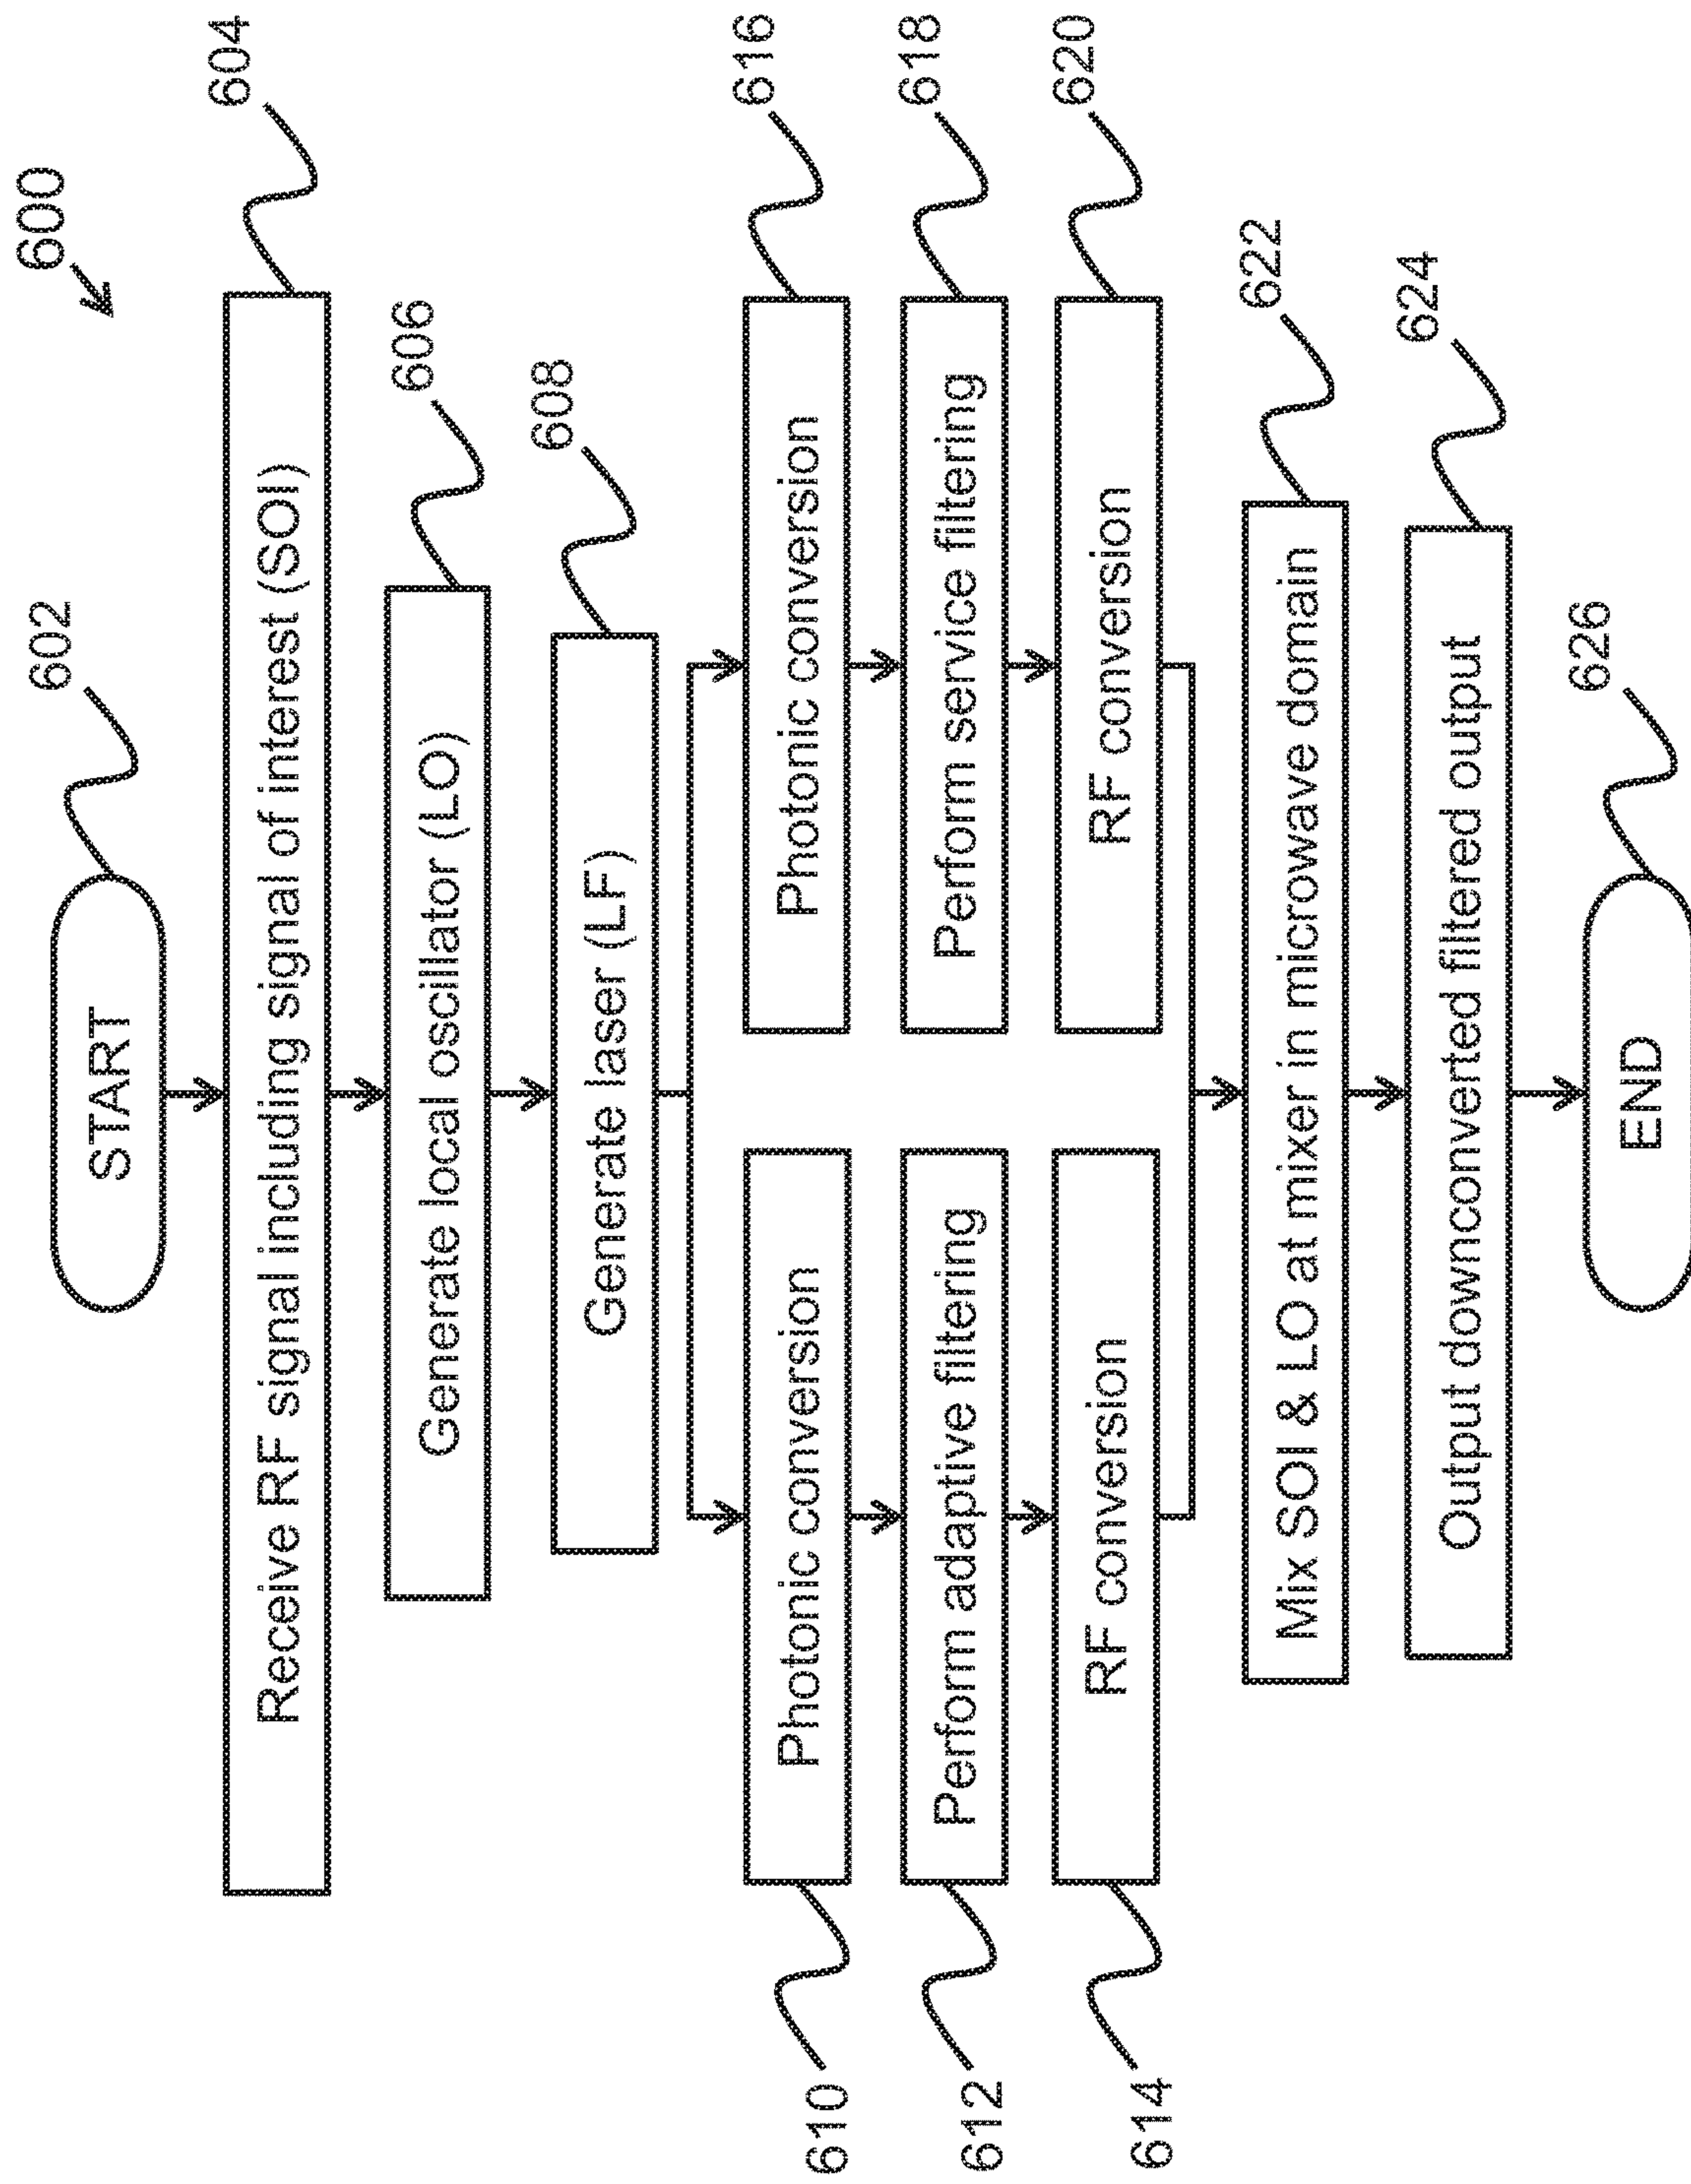 600
START
602
Receive RF signal including signal of interest (SOI)
604
Generate local oscillator (LO)
606
Generate laser (LF)
608
610
Photonic conversion
Photonic conversion
616
612
Perform adaptive filtering
Perform service filtering
618
614
RF conversion
RF conversion
620
Mix SOI & LO at mixer in microwave domain
622
Output downconverted filtered output
624
END
626